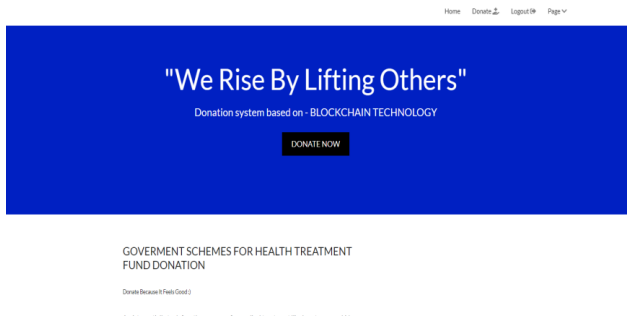 Home Donate Logout Page
"We Rise By Lifting Others"
Donation system based on - BLOCKCHAIN TECHNOLOGY
DONATE NOW
GOVERMENT SCHEMES FOR HEALTH TREATMENT
FUND DONATION
Donate Because It Feels Good :)